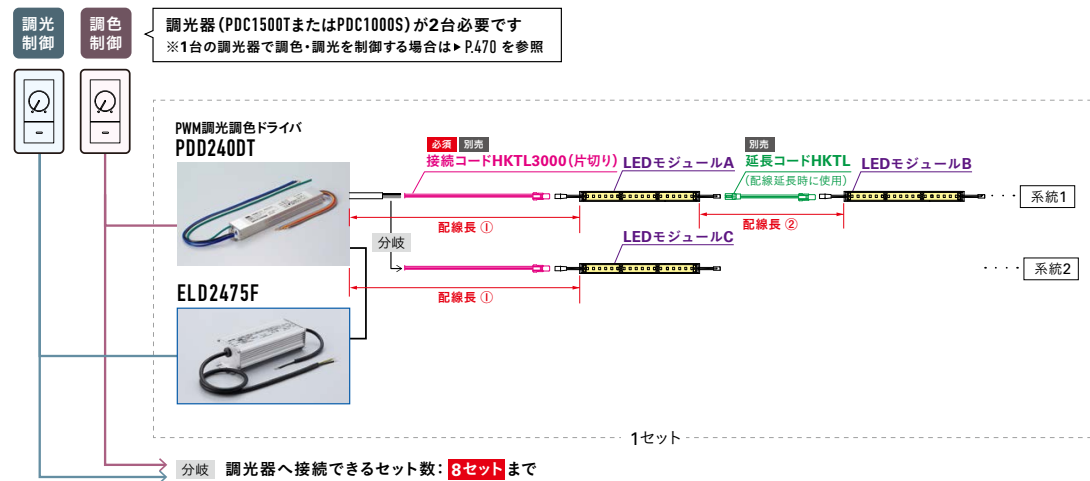 調光
制御
調色
制御
調光器(PDC1500TまたはPDC1000S)が2台必要です
※1台の調光器で調色・調光を制御する場合は▶P.470 を参照
PWM調光調色ドライバ
PDD240DT
必須 別売
接続コードHKTL3000(片切り)
LEDモジュールA
別売
延長コードHKTL
(配線延長時に使用)
LEDモジュールB
系統1
配線長 ①
配線長 ②
分岐
LEDモジュールC
系統2
配線長 ①
ELD2475F
1セット
分岐 調光器へ接続できるセット数: 8セットまで